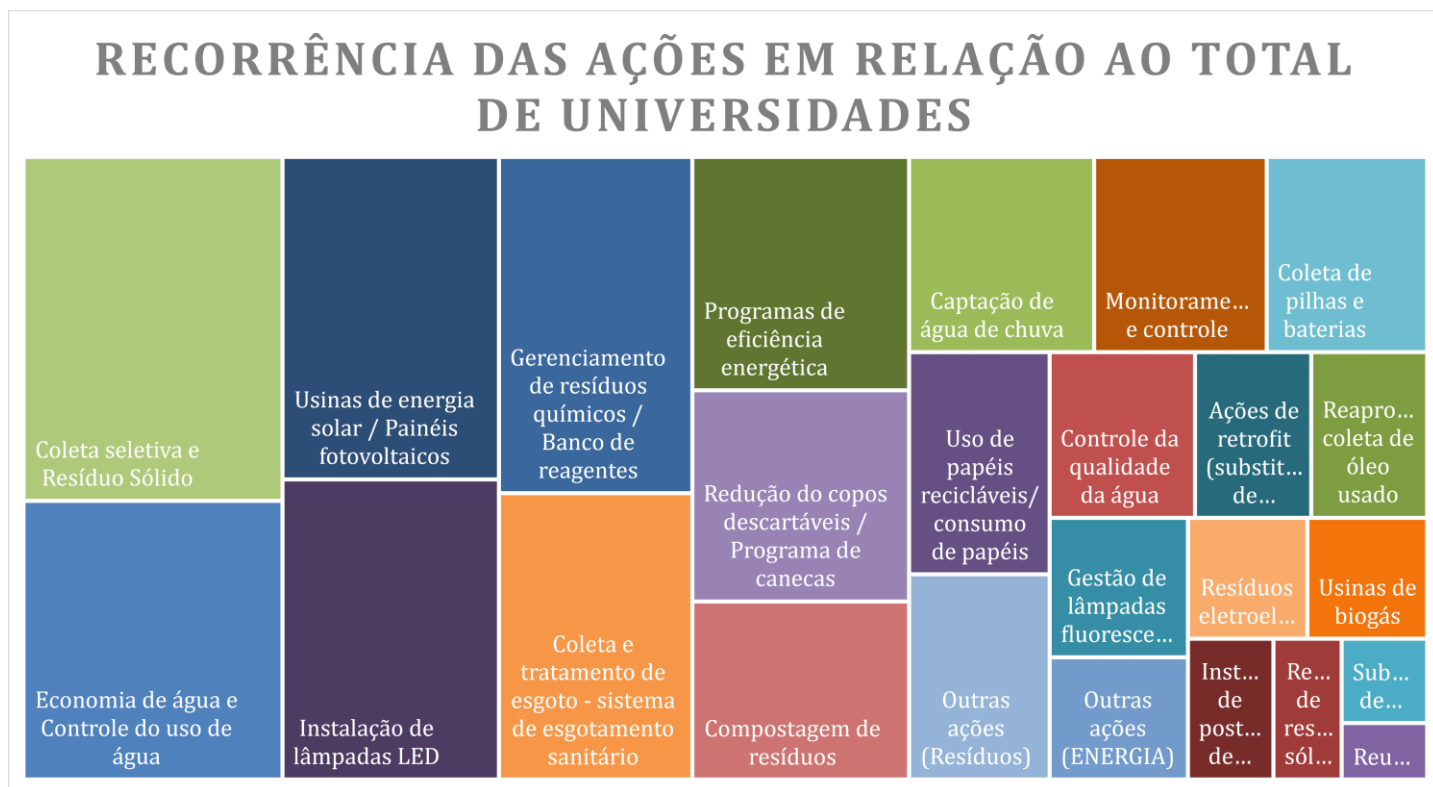 RECORRÊNCIA DAS AÇÕES EM RELAÇÃO AO TOTAL
DE UNIVERSIDADES
Coleta seletiva e
Resíduo Sólido
Economia de água e
Controle do uso de
água
Usinas de energia
solar / Painéis
fotovoltaicos
Instalação de
lâmpadas LED
Gerenciamento
de resíduos
químicos /
Banco de
reagentes
Coleta e
tratamento de
esgoto - sistema
de esgotamento
sanitário
Programas de
eficiência
energética
Redução do copos
descartáveis /
Programa de
canecas
Compostagem de
resíduos
Captação de
água de chuva
Monitorame...
e controle
Coleta de
pilhas e
baterias
Uso de
papéis
recicláveis/
consumo
de papéis
Outras
ações
(Resíduos)
Controle da
qualidade
da água
Ações de
retrofit
(substit...
de...
Reapro...
coleta de
óleo
usado
Gestão de
lâmpadas
fluoresce...
Outras
ações
(ENERGIA)
Resíduos
eletroel...
Usinas de
biogás
Inst...
de
post...
de...
Re...
de
res...
sól...
Sub...
de...
Reu...